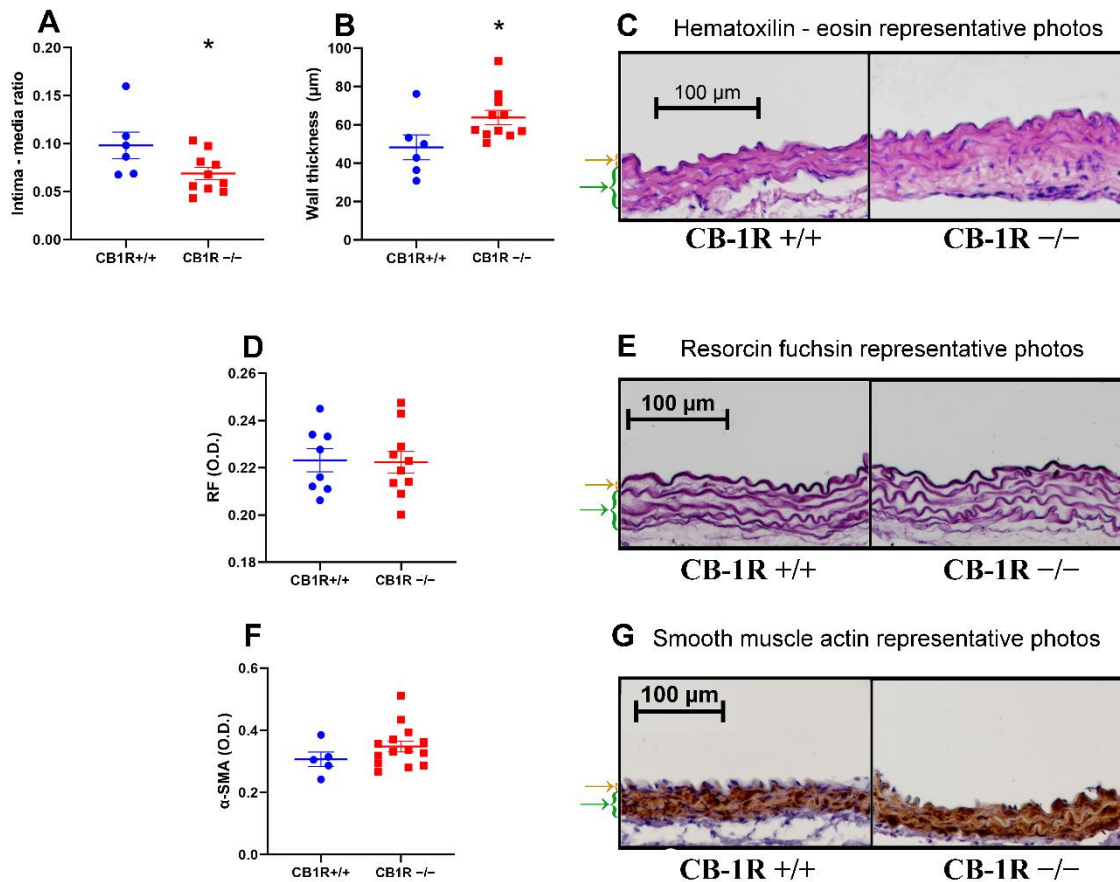 A
*
Intima - media ratio
0.20
0.15
0.10
0.05
0.00
CB1R+/+
CB1R −/−
B
*
Wall thickness (µm)
100
80
60
40
20
0
CB1R+/+
CB1R −/−
C Hematoxilin - eosin representative photos
100 µm
CB-1R +/+
CB-1R −/−
D
RF (O.D.)
0.26
0.24
0.22
0.20
0.18
CB1R+/+
CB1R −/−
E Resorcin fuchsin representative photos
100 µm
CB-1R +/+
CB-1R −/−
F
α-SMA (O.D.)
0.6
0.4
0.2
0.0
CB1R+/+
CB1R −/−
G Smooth muscle actin representative photos
100 µm
CB-1R +/+
CB-1R −/−